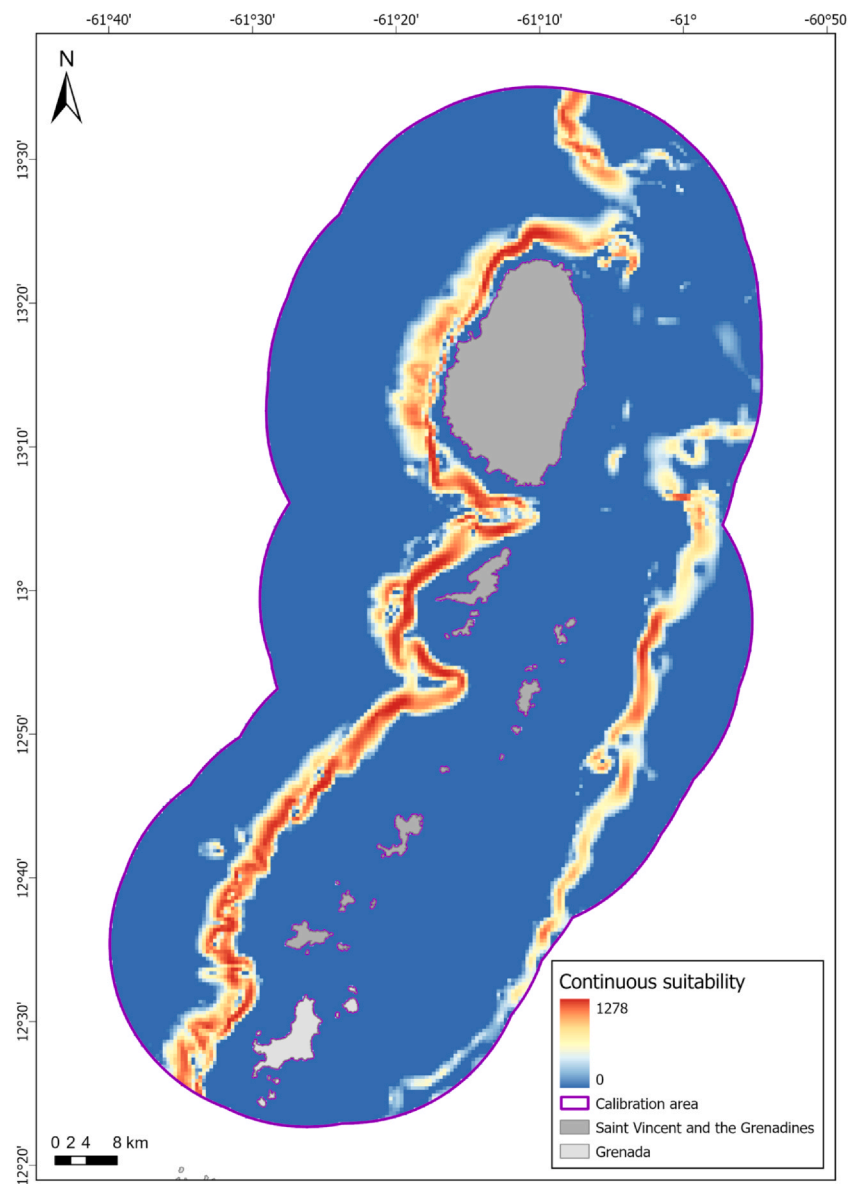 -61°40' -61°30' -61°20' -61°10' -61° -60°50'
N
13°30'
13°20'
13°10'
13°
12°50'
12°40'
12°30'
12°20'
Continuous suitability
1278
0
Calibration area
Saint Vincent and the Grenadines
Grenada
0 2 4 8 km